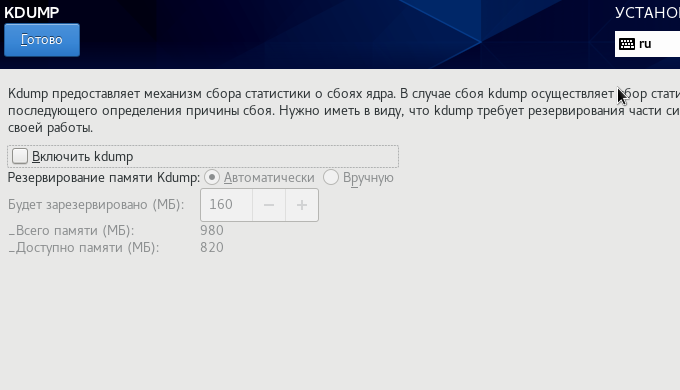 KDUMP
УСТАНО
Готово
ru
Kdump предоставляет механизм сбора статистики о сбоях ядра. В случае сбоя kdump осуществляет сбор стати
последующего определения причины сбоя. Нужно иметь в виду, что kdump требует резервирования части си
своей работы.
Включить kdump
Резервирование памяти Kdump: Автоматически Вручную
Будет зарезервировано (МБ): 160 − +
_Всего памяти (МБ): 980
_Доступно памяти (МБ): 820